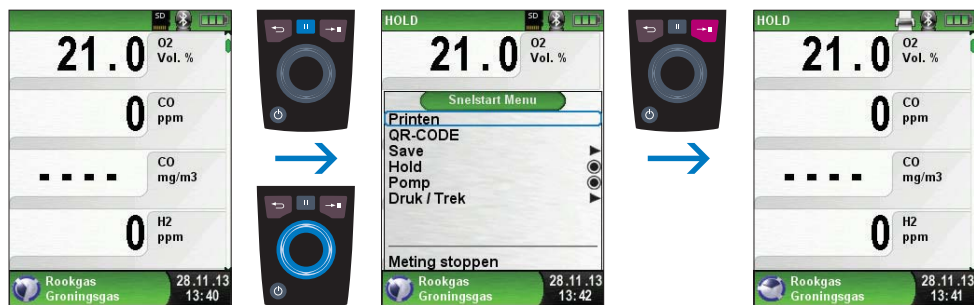 SD
21.0 O2
Vol. %
0 CO
ppm
---- CO
mg/m3
0 H2
ppm
Rookgas 28.11.13
Groningsgas 13:40
HOLD SD
21.0 O2
Vol. %
Snelstart Menu
Printen
QR-CODE
Save
Hold
Pomp
Druk / Trek
Meting stoppen
Rookgas 28.11.13
Groningsgas 13:42
HOLD
21.0 O2
Vol. %
0 CO
ppm
---- CO
mg/m3
0 H2
ppm
Rookgas 28.11.13
Groningsgas 13:41